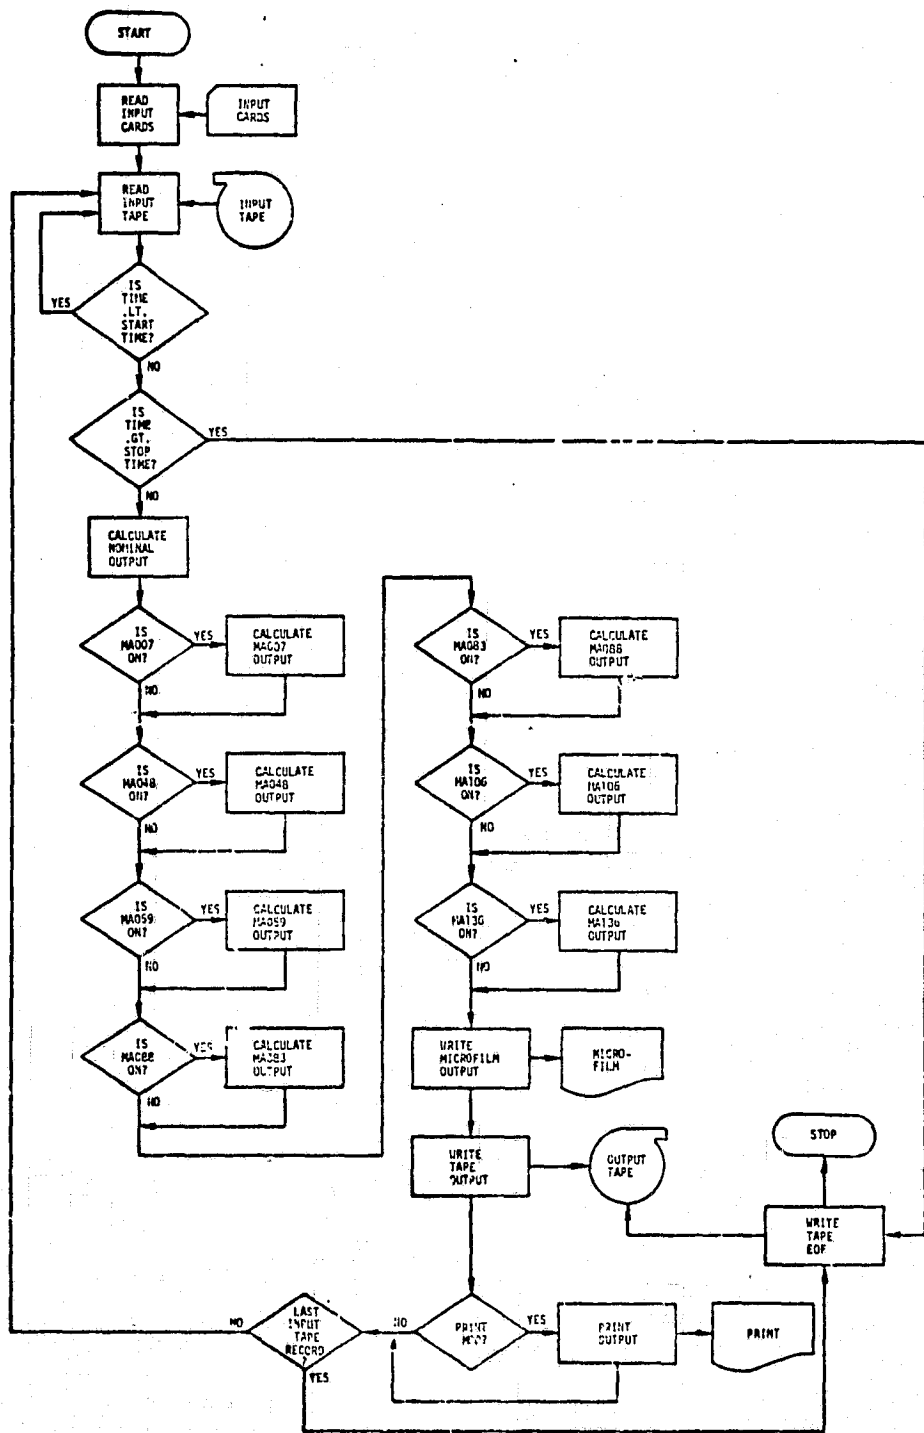 START
READ
INPUT
CARDS
INPUT
CARDS
READ
INPUT
TAPE
INPUT
TAPE
IS
TIME
.LT.
START
TIME?
YES
NO
IS
TIME
.GT.
STOP
TIME?
YES
NO
CALCULATE
NOMINAL
OUTPUT
IS
MA007
ON?
YES
CALCULATE
MA007
OUTPUT
NO
IS
MA048
ON?
YES
CALCULATE
MA048
OUTPUT
NO
IS
MA059
ON?
YES
CALCULATE
MA059
OUTPUT
NO
IS
MA088
ON?
YES
CALCULATE
MA083
OUTPUT
NO
IS
MA083
ON?
YES
CALCULATE
MA088
OUTPUT
NO
IS
MA106
ON?
YES
CALCULATE
MA106
OUTPUT
NO
IS
MA136
ON?
YES
CALCULATE
MA136
OUTPUT
NO
WRITE
MICROFILM
OUTPUT
MICRO-
FILM
WRITE
TAPE
OUTPUT
OUTPUT
TAPE
STOP
WRITE
TAPE
EOF
PRINT
YES
PRINT
OUTPUT
PRINT
NO
LAST
INPUT
TAPE
RECORD
?
NO
YES